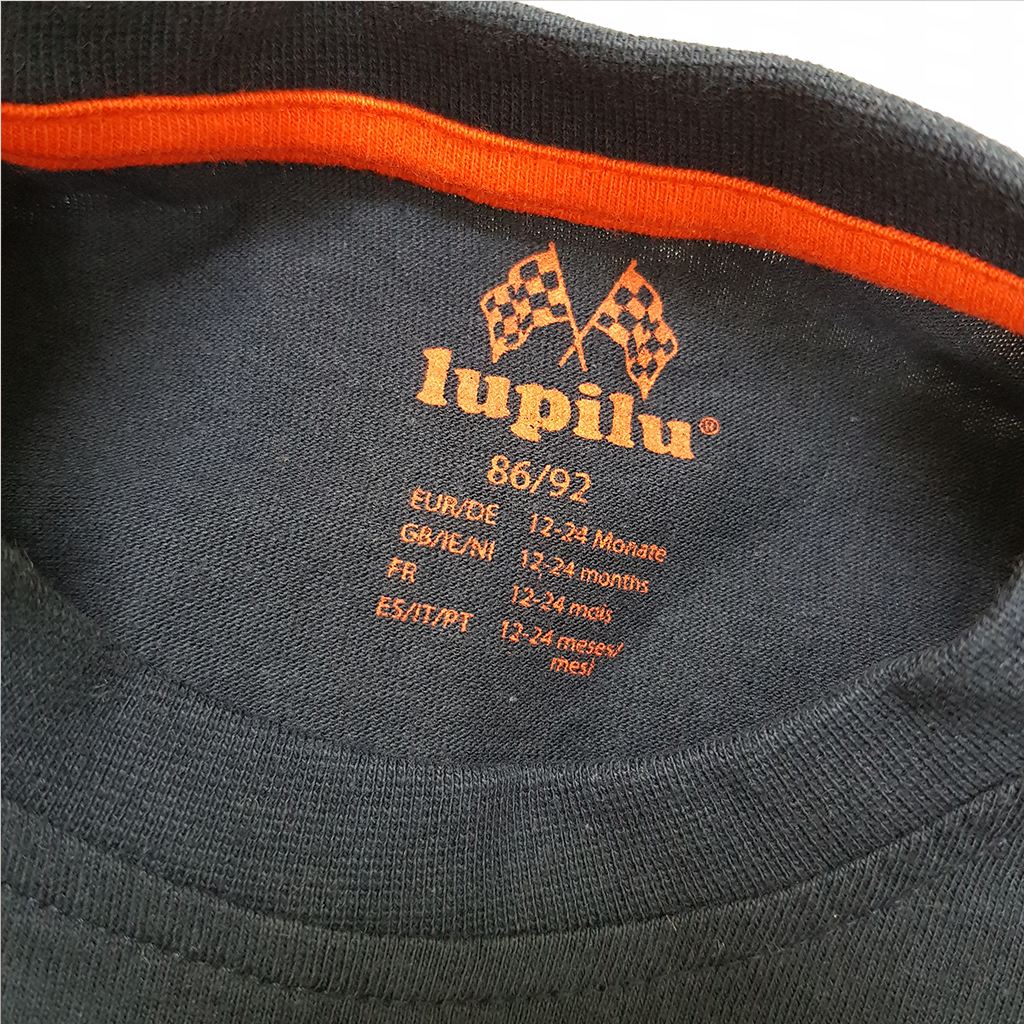 lupilu®
86/92
EUR/DE 12-24 Monate
GB/IE/NI 12-24 months
FR 12-24 mois
ES/IT/PT 12-24 meses/
mesi